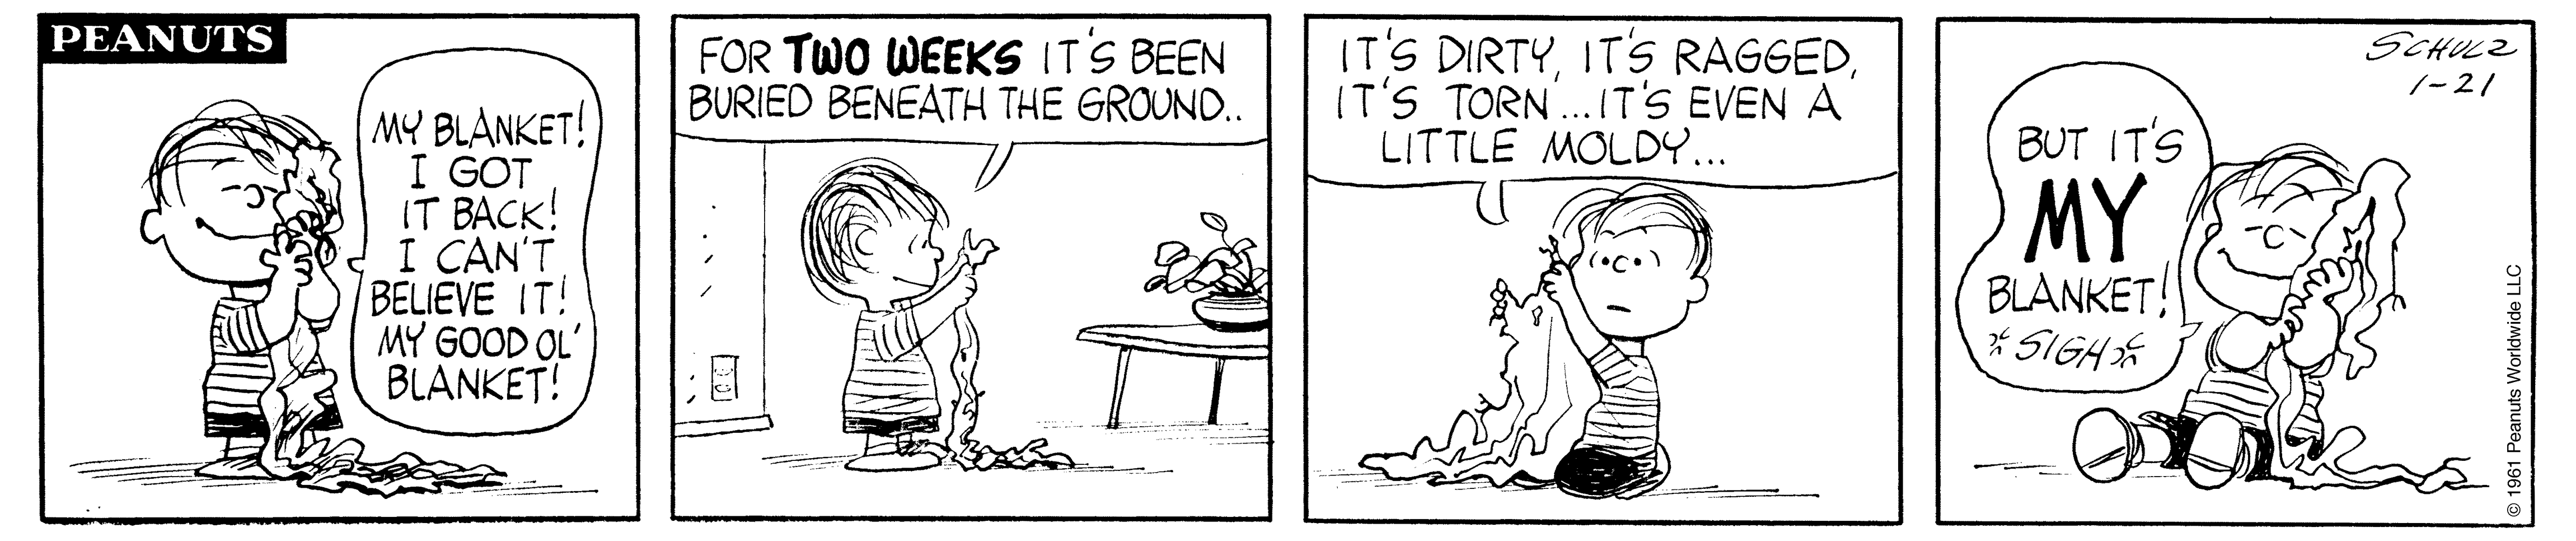 PEANUTS
MY BLANKET!
I GOT
IT BACK!
I CAN'T
BELIEVE IT!
MY GOOD OL'
BLANKET!
FOR TWO WEEKS IT'S BEEN
BURIED BENEATH THE GROUND..
IT'S DIRTY, IT'S RAGGED,
IT'S TORN...IT'S EVEN A
LITTLE MOLDY...
SCHULZ
1-21
BUT IT'S
MY
BLANKET!
*SIGH*
© 1961 Peanuts Worldwide LLC